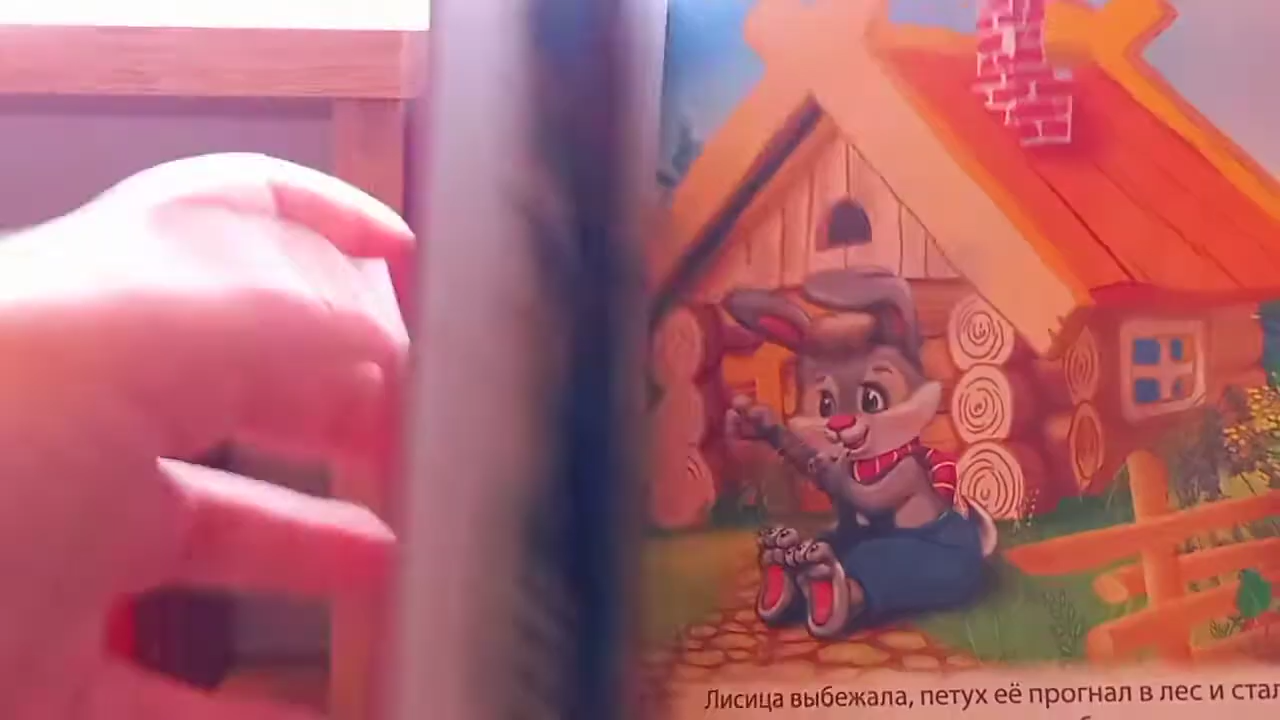 Лисица выбежала, петух её прогнал в лес и стал